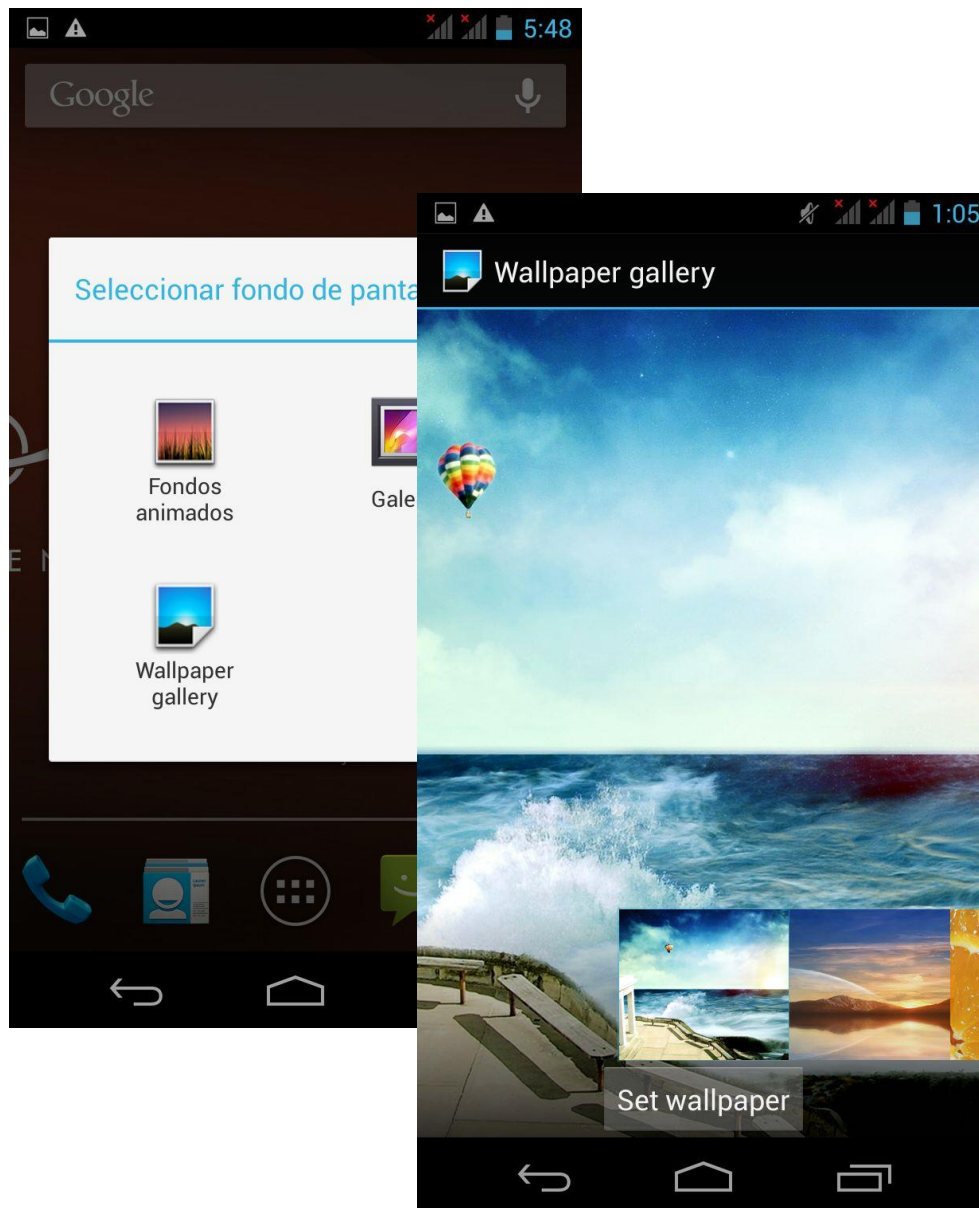 5:48
Google
Seleccionar fondo de panta
Fondos
animados
Gale
E
Wallpaper
gallery
1:05
Wallpaper gallery
Set wallpaper